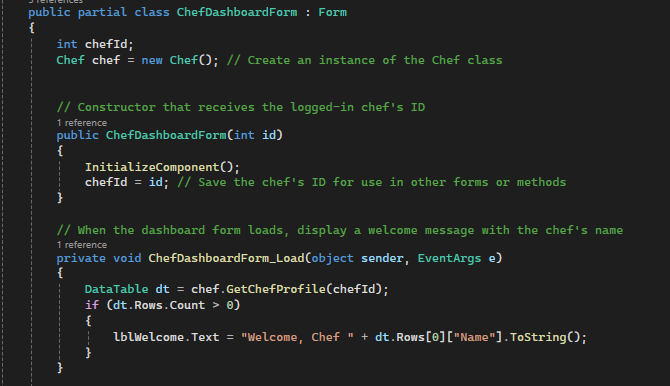 5 references
public partial class ChefDashboardForm : Form
{
int chefId;
Chef chef = new Chef(); // Create an instance of the Chef class
// Constructor that receives the logged-in chef's ID
1 reference
public ChefDashboardForm(int id)
{
InitializeComponent();
chefId = id; // Save the chef's ID for use in other forms or methods
}
// When the dashboard form loads, display a welcome message with the chef's name
1 reference
private void ChefDashboardForm_Load(object sender, EventArgs e)
{
DataTable dt = chef.GetChefProfile(chefId);
if (dt.Rows.Count > 0)
{
lblWelcome.Text = "Welcome, Chef " + dt.Rows[0]["Name"].ToString();
}
}